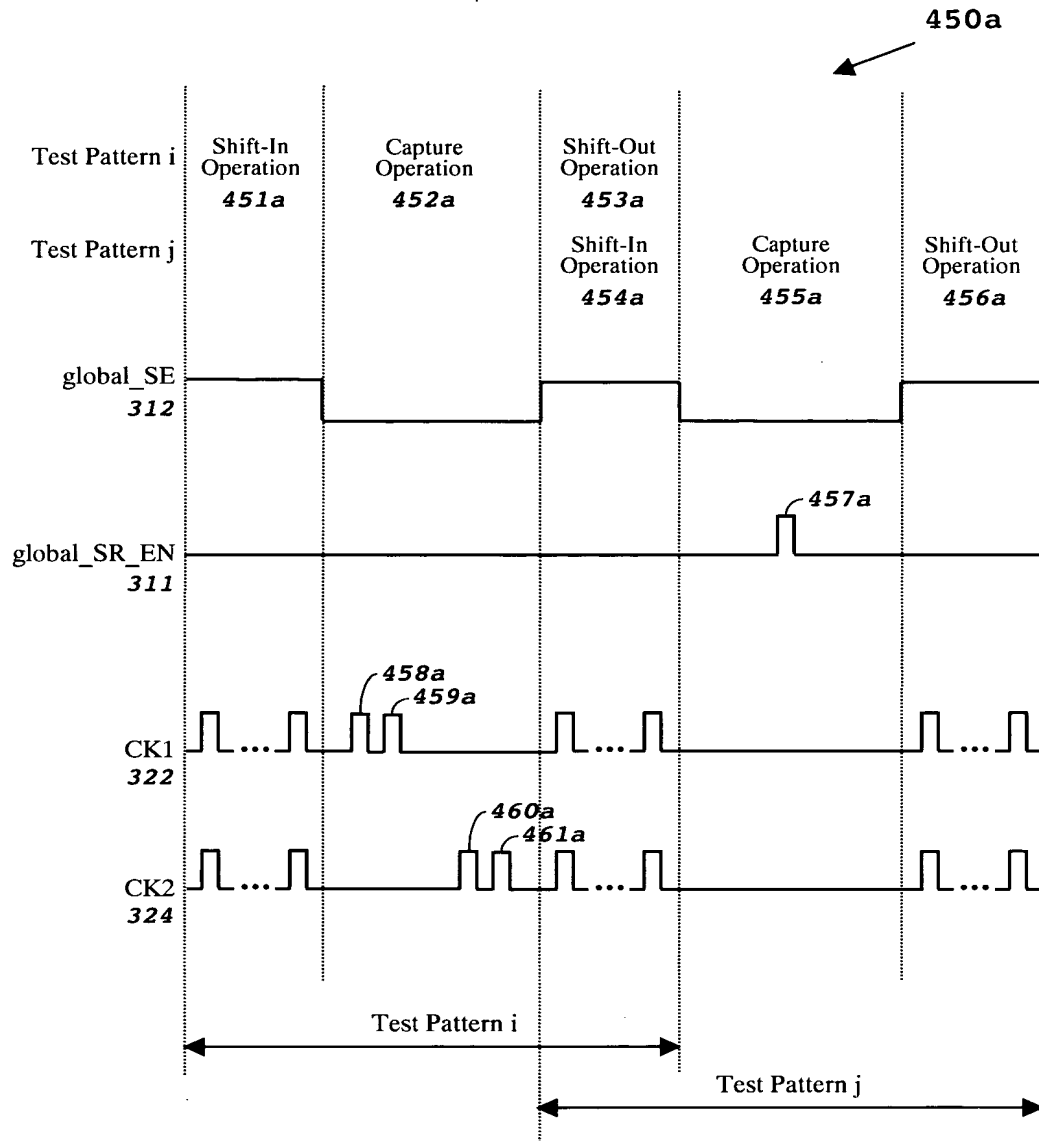 450a
Test Pattern i
Shift-In
Operation
451a
Capture
Operation
452a
Shift-Out
Operation
453a
Test Pattern j
Shift-In
Operation
454a
Capture
Operation
455a
Shift-Out
Operation
456a
global_SE
312
457a
global_SR_EN
311
458a
459a
CK1
322
460a
461a
CK2
324
Test Pattern i
Test Pattern j